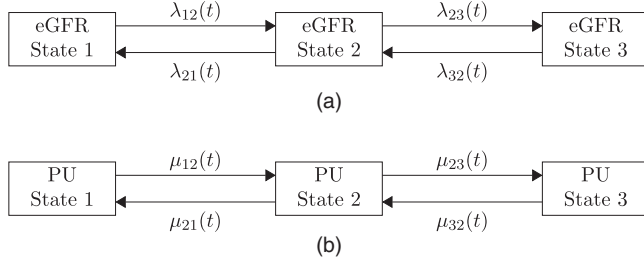 λ12(t) λ23(t)
eGFR eGFR eGFR
State 1 State 2 State 3
λ21(t) λ32(t)
(a)
μ12(t) μ23(t)
PU PU PU
State 1 State 2 State 3
μ21(t) μ32(t)
(b)